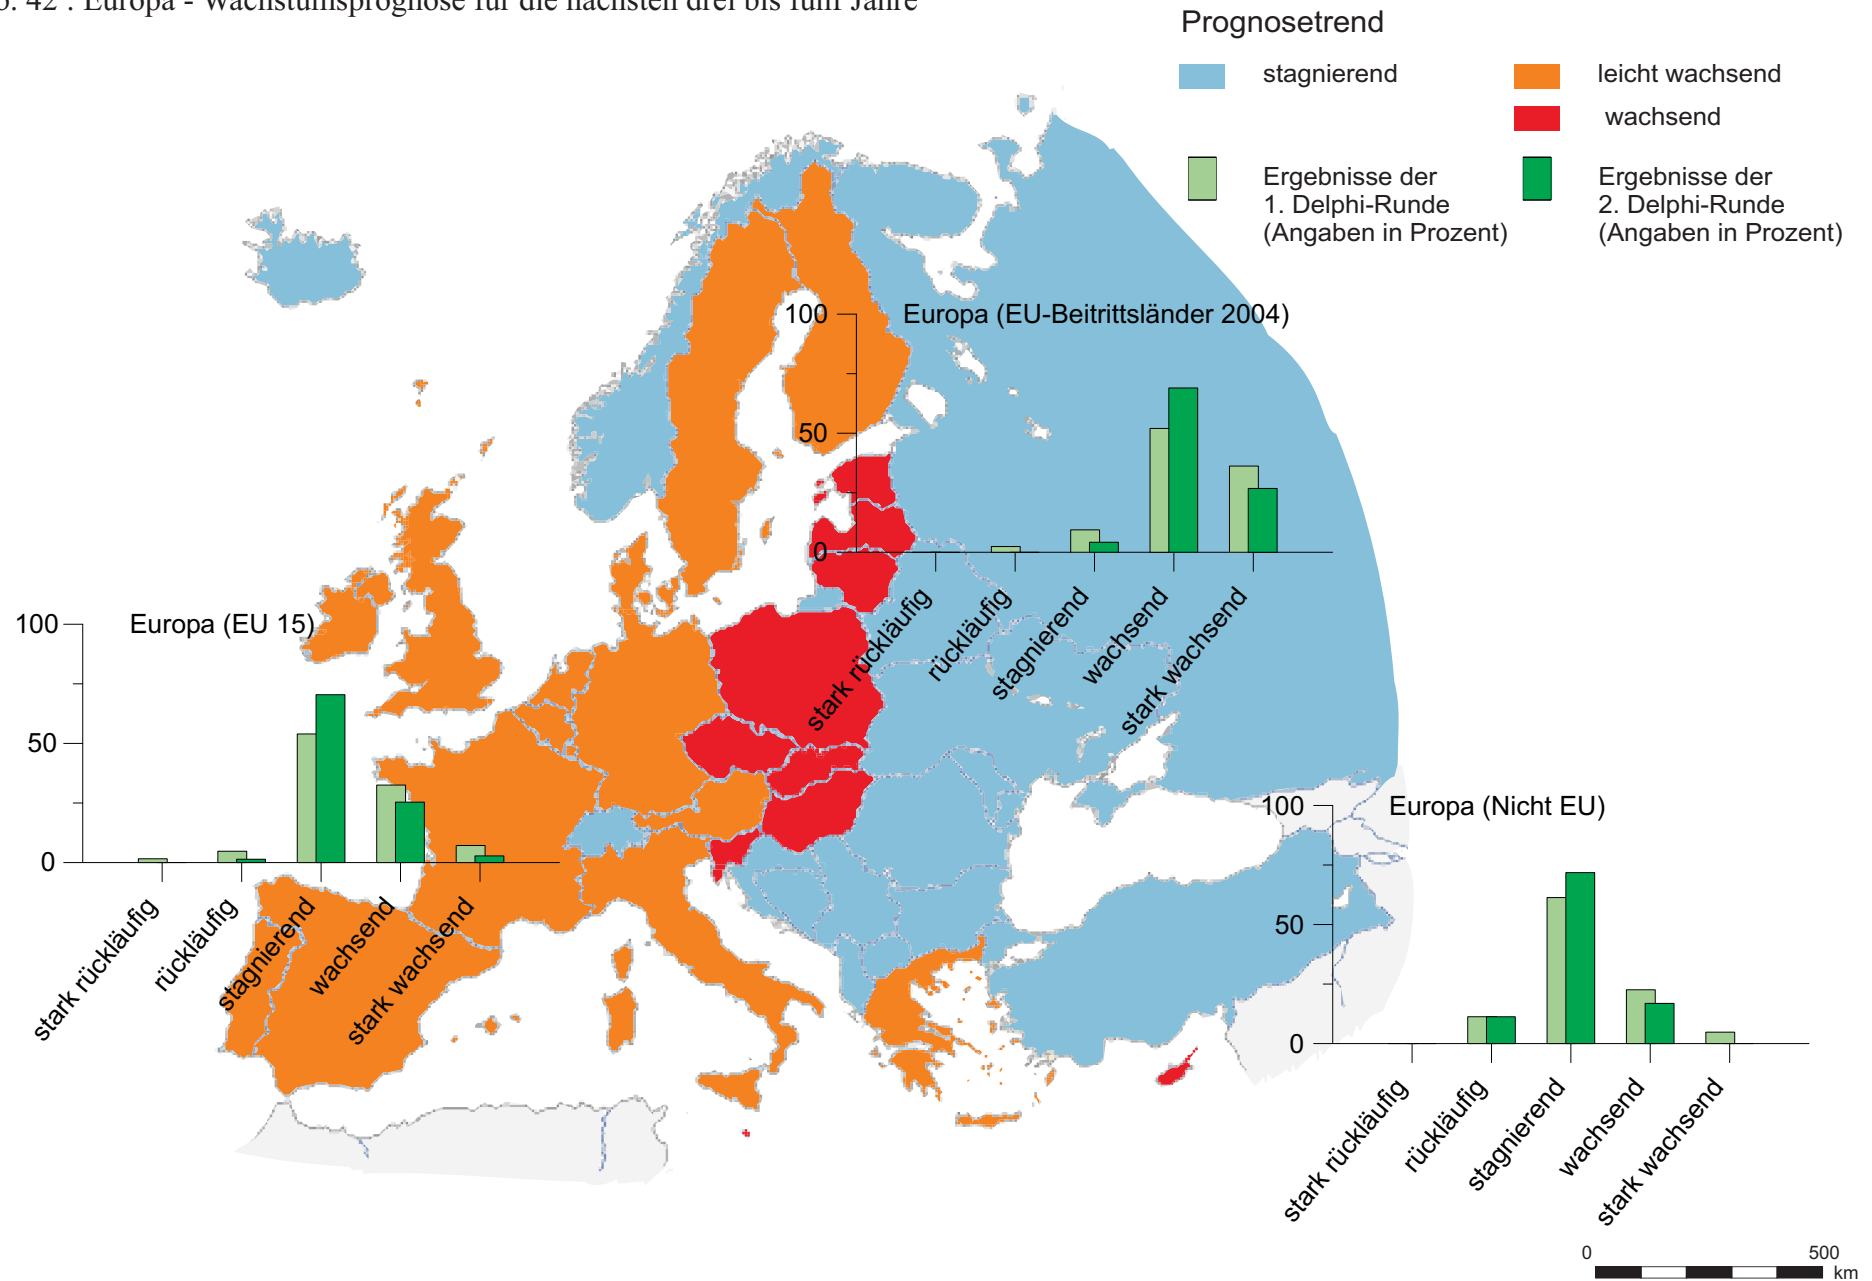 . 42 : Europa - Wachstumsprognose für die nächsten drei bis fünf Jahre
Prognosetrend
stagnierend
leicht wachsend
wachsend
Ergebnisse der
1. Delphi-Runde
(Angaben in Prozent)
Ergebnisse der
2. Delphi-Runde
(Angaben in Prozent)
Europa (EU-Beitrittsländer 2004)
100
50
0
stark rückläufig
rückläufig
stagnierend
wachsend
stark wachsend
Europa (EU 15)
100
50
0
stark rückläufig
rückläufig
stagnierend
wachsend
stark wachsend
Europa (Nicht EU)
100
50
0
stark rückläufig
rückläufig
stagnierend
wachsend
stark wachsend
0 500
km